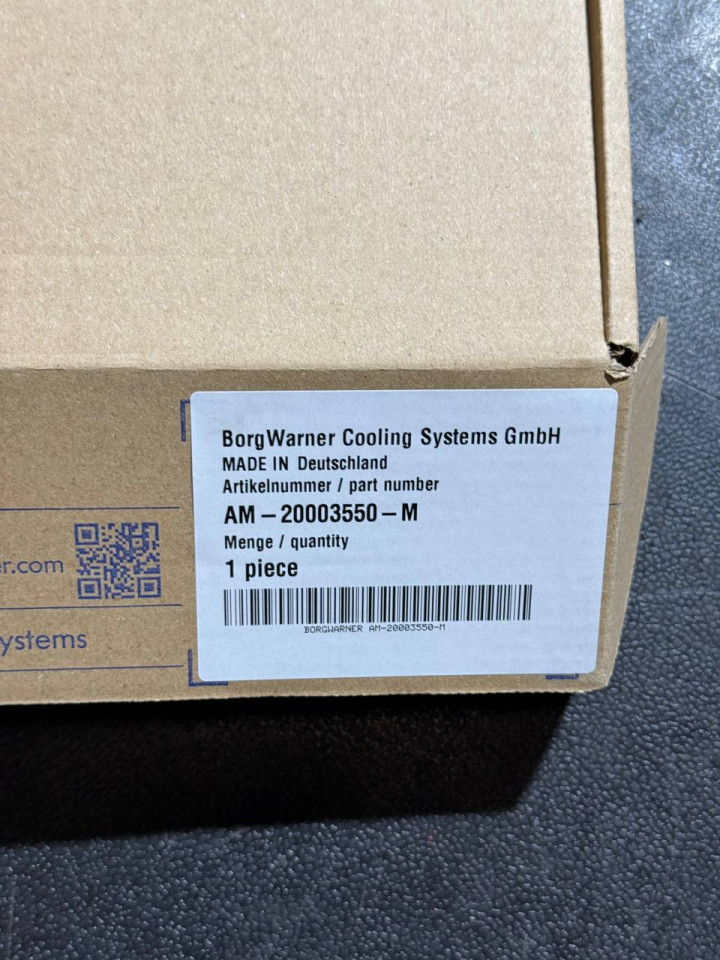 BorgWarner Cooling Systems GmbH
MADE IN Deutschland
Artikelnummer / part number
AM – 20003550 – M
Menge / quantity
1 piece
BORGWARNER AM-20003550-M
er.com
ystems